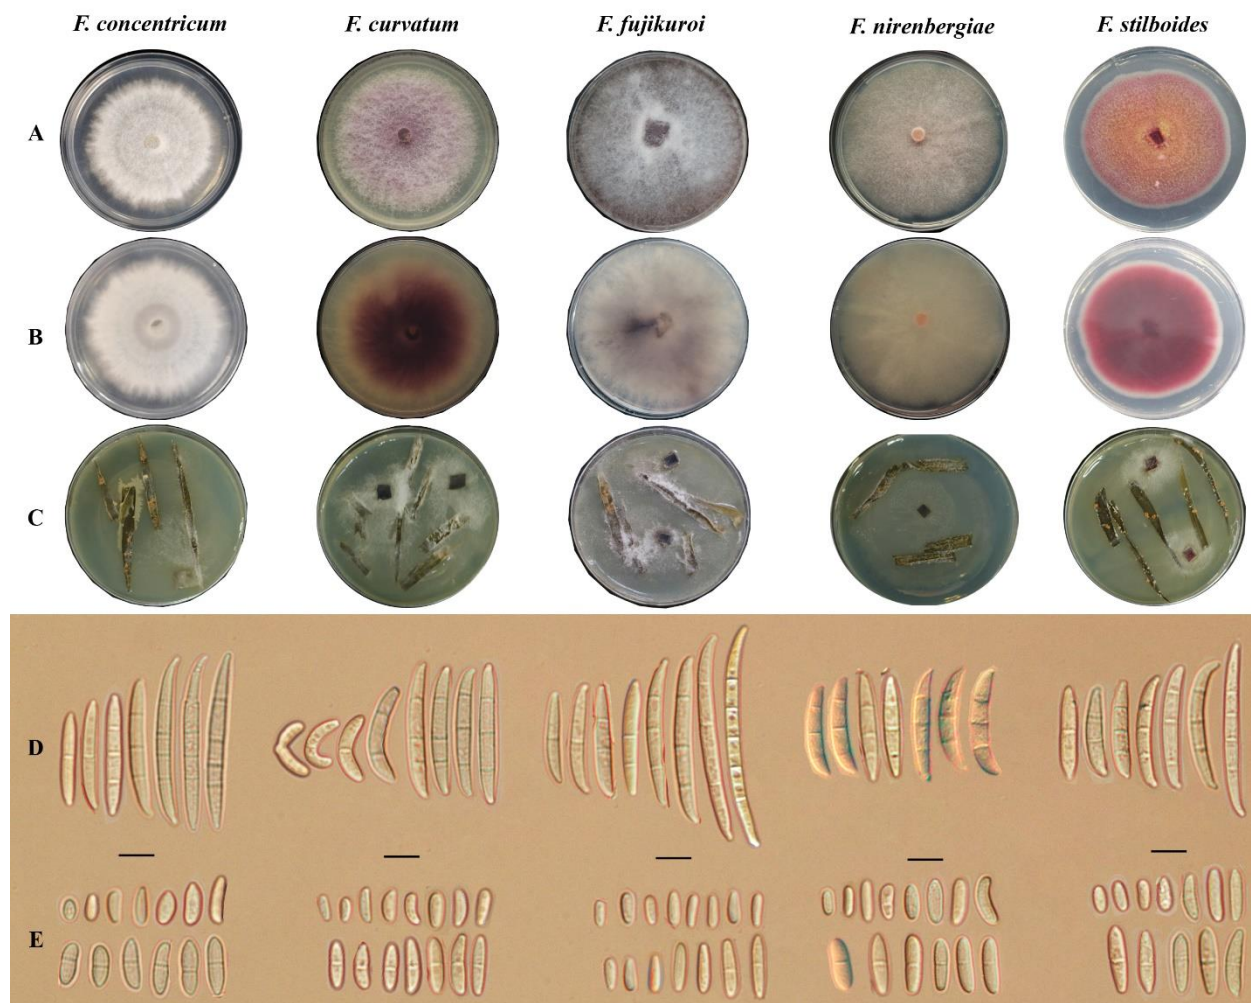 F. concentricum F. curvatum F. fujikuroi F. nirenbergiae F. stilboides
A
B
C
D
E